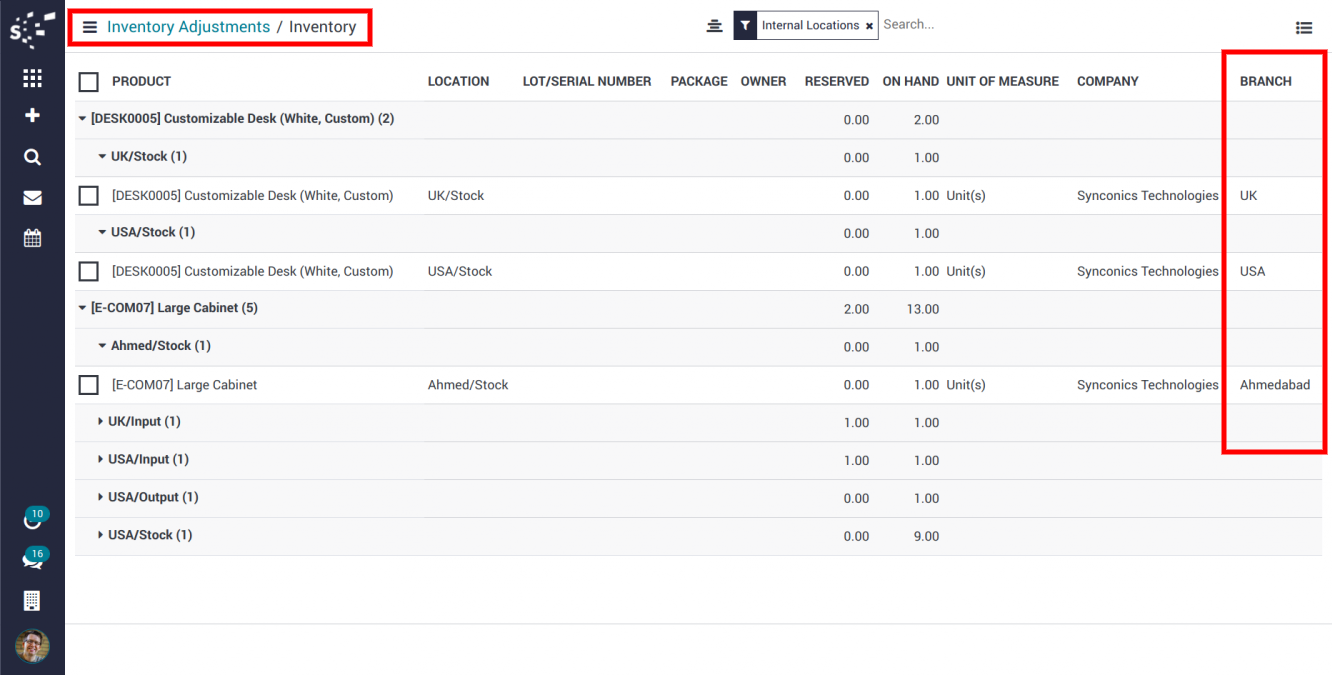 Inventory Adjustments / Inventory
Internal Locations x Search...
PRODUCT LOCATION LOT/SERIAL NUMBER PACKAGE OWNER RESERVED ON HAND UNIT OF MEASURE COMPANY BRANCH
[DESK0005] Customizable Desk (White, Custom) (2) 0.00 2.00
UK/Stock (1) 0.00 1.00
[DESK0005] Customizable Desk (White, Custom) UK/Stock 0.00 1.00 Unit(s) Synconics Technologies UK
USA/Stock (1) 0.00 1.00
[DESK0005] Customizable Desk (White, Custom) USA/Stock 0.00 1.00 Unit(s) Synconics Technologies USA
[E-COM07] Large Cabinet (5) 2.00 13.00
Ahmed/Stock (1) 0.00 1.00
[E-COM07] Large Cabinet Ahmed/Stock 0.00 1.00 Unit(s) Synconics Technologies Ahmedabad
UK/Input (1) 1.00 1.00
USA/Input (1) 1.00 1.00
USA/Output (1) 0.00 1.00
USA/Stock (1) 0.00 9.00
10
16